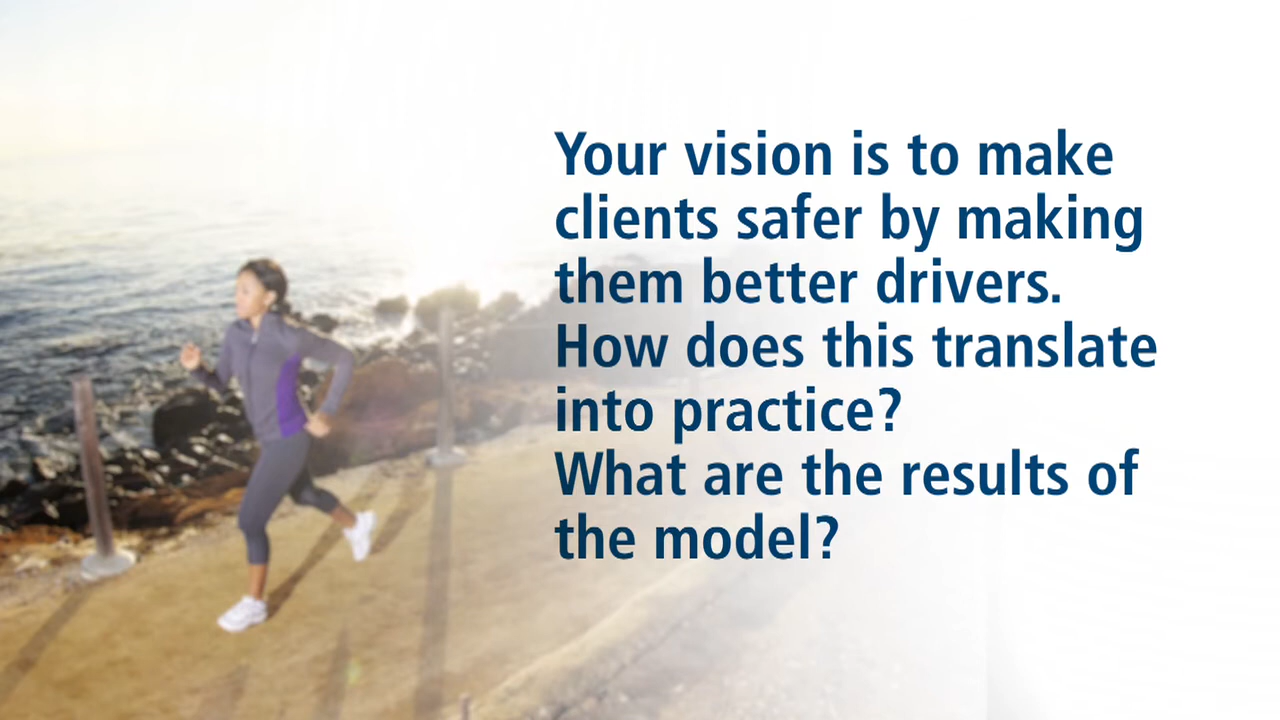 Your vision is to make
clients safer by making
them better drivers.
How does this translate
into practice?
What are the results of
the model?